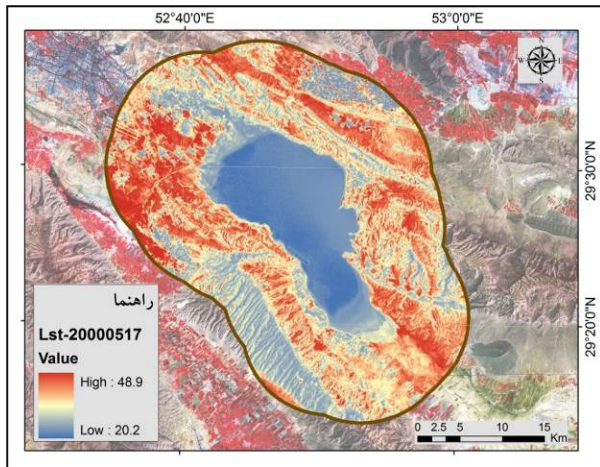 52°40'0"E
53°0'0"E
N
W
E
S
29°30'0"N
29°20'0"N
راهنما
Lst-20000517
Value
High : 48.9
Low : 20.2
0 2.5 5 10 15
Km